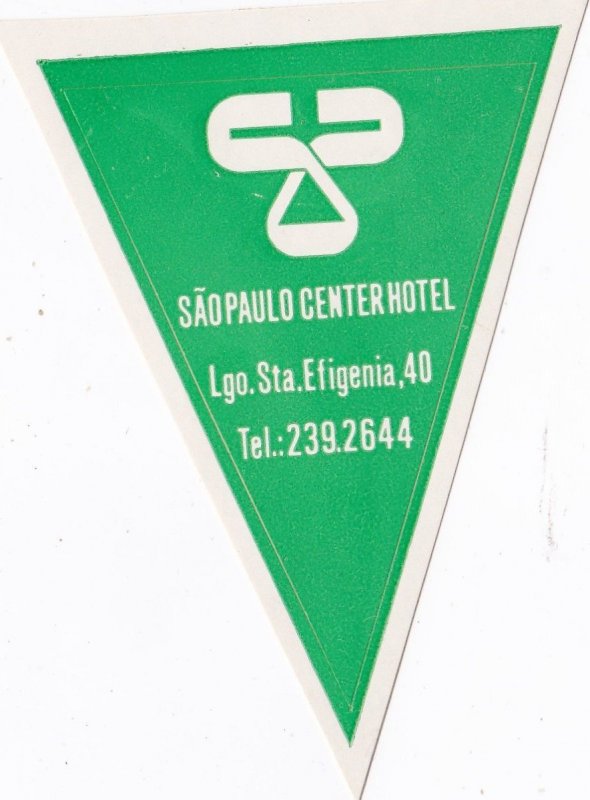 SÃO PAULO CENTER HOTEL
Lgo. Sta. Efigenia, 40
Tel.: 239.2644